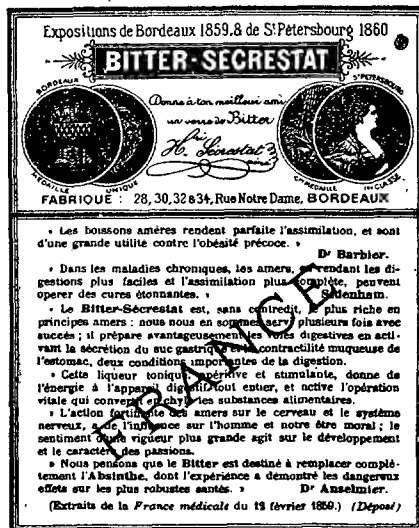 Expositions de Bordeaux 1859 & de St Pétersbourg 1860
BITTER-SECRESTAT
BORDEAUX
MÉDAILLE UNIQUE
Donne à ton meilleur ami
un verre de Bitter
Hri Secrestat
aîné
ST PÉTERSBOURG
Gde MÉDAILLE 1re CLASSE
FABRIQUE : 28, 30, 32 & 34, Rue Notre Dame, BORDEAUX
« Les boissons amères rendent parfaite l'assimilation, et sont
d'une grande utilité contre l'obésité précoce. »
Dr Barbier.
« Dans les maladies chroniques, les amers, en rendant les di-
gestions plus faciles et l'assimilation plus complète, peuvent
operer des cures étonnantes. »
Sydenham.
« Le Bitter-Secrestat est, sans contredit, le plus riche en
principes amers : nous nous en sommes servi plusieurs fois avec
succès ; il prépare avantageusement les voies digestives en acti-
vant la sécrétion du suc gastrique et la contractilité muqueuse de
l'estomac, deux conditions importantes de la digestion.
» Cette liqueur tonique, apéritive et stimulante, donne de
l'énergie à l'appareil digestif tout entier, et active l'opération
vitale qui convertit en chyle les substances alimentaires.
» L'action fortifiante des amers sur le cerveau et le système
nerveux, a de l'influence sur l'homme et notre être moral ; le
sentiment d'une vigueur plus grande agit sur le développement
et le caractère des passions.
» Nous pensons que le Bitter est destiné à remplacer complè-
tement l'Absinthe, dont l'expérience a démontré les dangereux
effets sur les plus robustes santés. »
Dr Anselmier.
(Extraits de la France médicale du 12 février 1859.) (Déposé)
FRANCE